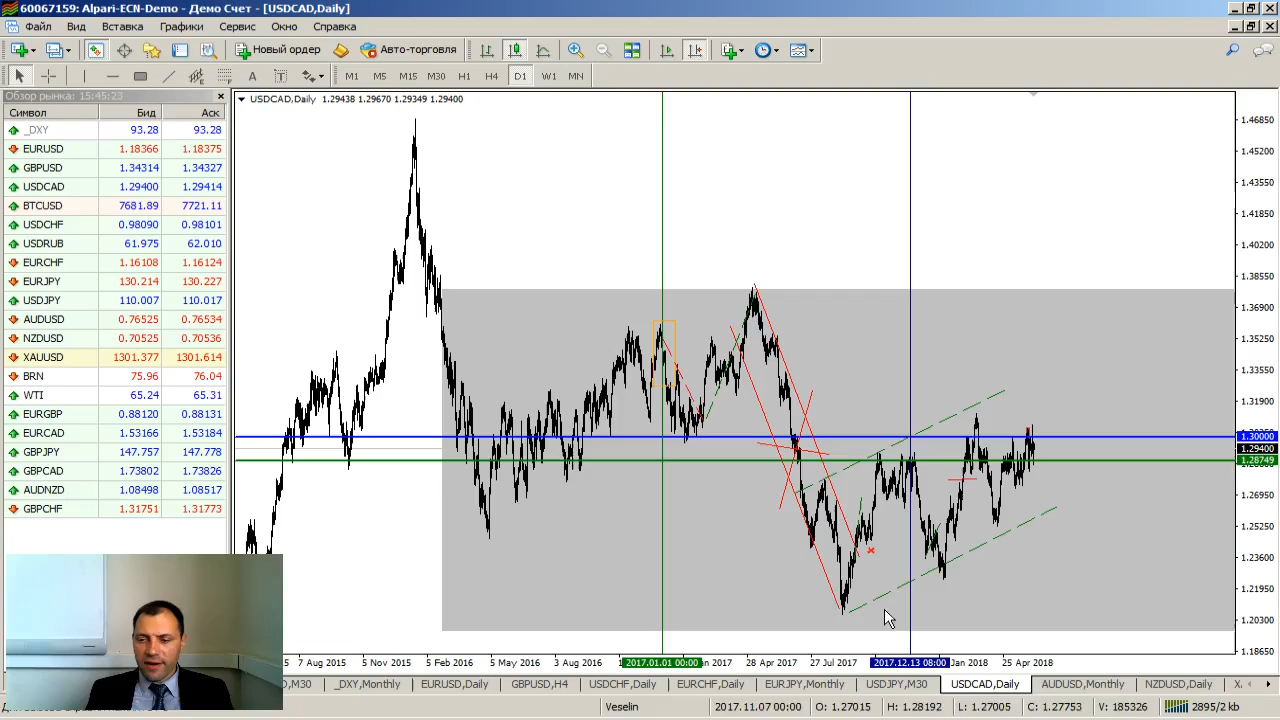 60067159: Alpari-ECN-Demo - Демо Счет - [USDCAD,Daily]
Файл Вид Вставка Графики Сервис Окно Справка
Новый ордер Авто-торговля
A T M1 M5 M15 M30 H1 H4 D1 W1 MN
Обзор рынка: 15:45:23
Символ Бид Аск
_DXY 93.28 93.28
EURUSD 1.18366 1.18375
GBPUSD 1.34314 1.34327
USDCAD 1.29400 1.29414
BTCUSD 7681.89 7721.11
USDCHF 0.98090 0.98101
USDRUB 61.975 62.010
EURCHF 1.16108 1.16124
EURJPY 130.214 130.227
USDJPY 110.007 110.017
AUDUSD 0.76525 0.76534
NZDUSD 0.70525 0.70536
XAUUSD 1301.377 1301.614
BRN 75.96 76.04
WTI 65.24 65.31
EURGBP 0.88120 0.88131
EURCAD 1.53166 1.53184
GBPJPY 147.757 147.778
GBPCAD 1.73802 1.73826
AUDNZD 1.08498 1.08517
GBPCHF 1.31751 1.31773
USDCAD,Daily 1.29438 1.29670 1.29349 1.29400
1.46850
1.45200
1.43550
1.41850
1.40200
1.38550
1.36900
1.35250
1.33550
1.31900
1.30000
1.29400
1.28749
1.26950
1.25250
1.23600
1.21950
1.20300
1.18650
2015 7 Aug 2015 5 Nov 2015 5 Feb 2016 5 May 2016 3 Aug 2016 2017.01.01 00:00 2017 28 Apr 2017 27 Jul 2017 2017.12.13 08:00 Jan 2018 25 Apr 2018
M30 _DXY,Monthly EURUSD,Daily GBPUSD,H4 USDCHF,Daily EURCHF,Daily EURJPY,Monthly USDJPY,M30 USDCAD,Daily AUDUSD,Monthly NZDUSD,Daily X
Veselin 2017.11.07 00:00 O: 1.27015 H: 1.28192 L: 1.27005 C: 1.27753 V: 185326 2895/2 kb